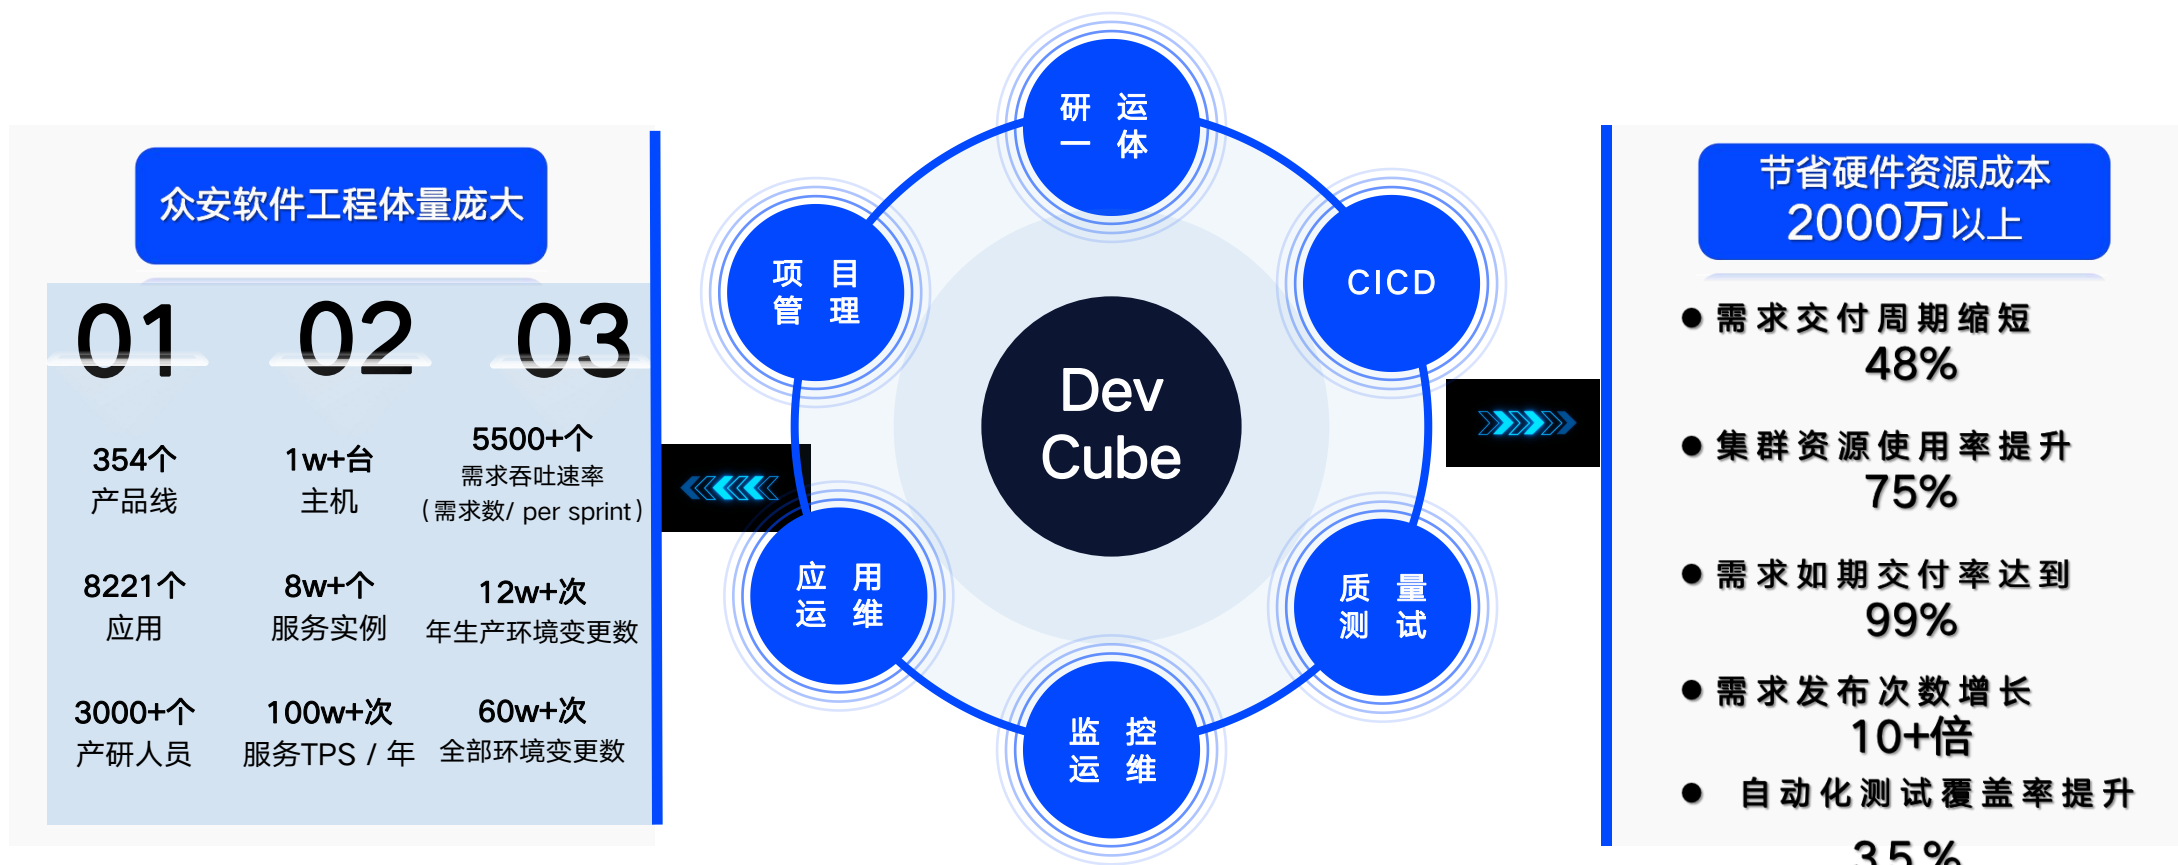 众安软件工程体量庞大
01
354个
产品线
8221个
应用
3000+个
产研人员
02
1w+台
主机
8w+个
服务实例
100w+次
服务TPS / 年
03
5500+个
需求吞吐速率
(需求数/ per sprint)
12w+次
年生产环境变更数
60w+次
全部环境变更数
研 运
一 体
项 目
管 理
CICD
Dev
Cube
应 用
运 维
质 量
测 试
监 控
运 维
节省硬件资源成本
2000万以上
● 需求交付周期缩短
48%
● 集群资源使用率提升
75%
● 需求如期交付率达到
99%
● 需求发布次数增长
10+倍
● 自动化测试覆盖率提升
35%